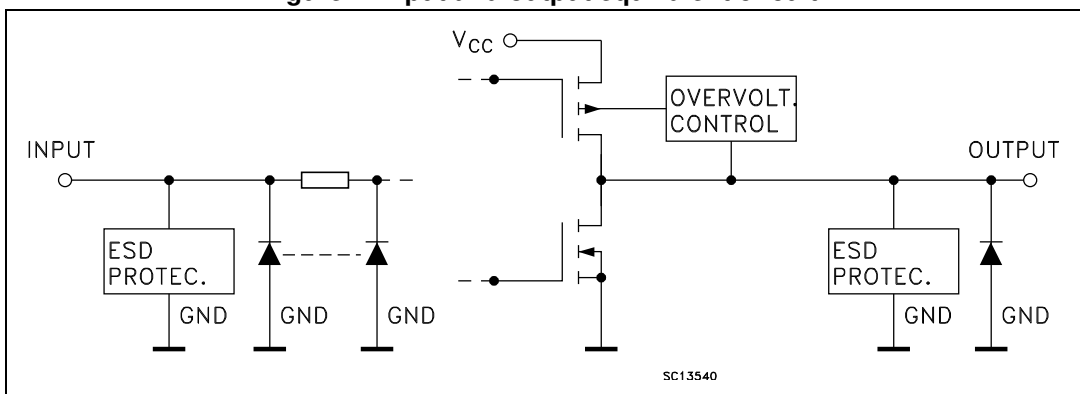 VCC
OVERVOLT.
CONTROL
INPUT
OUTPUT
ESD
PROTEC.
ESD
PROTEC.
GND
GND
GND
GND
GND
SC13540